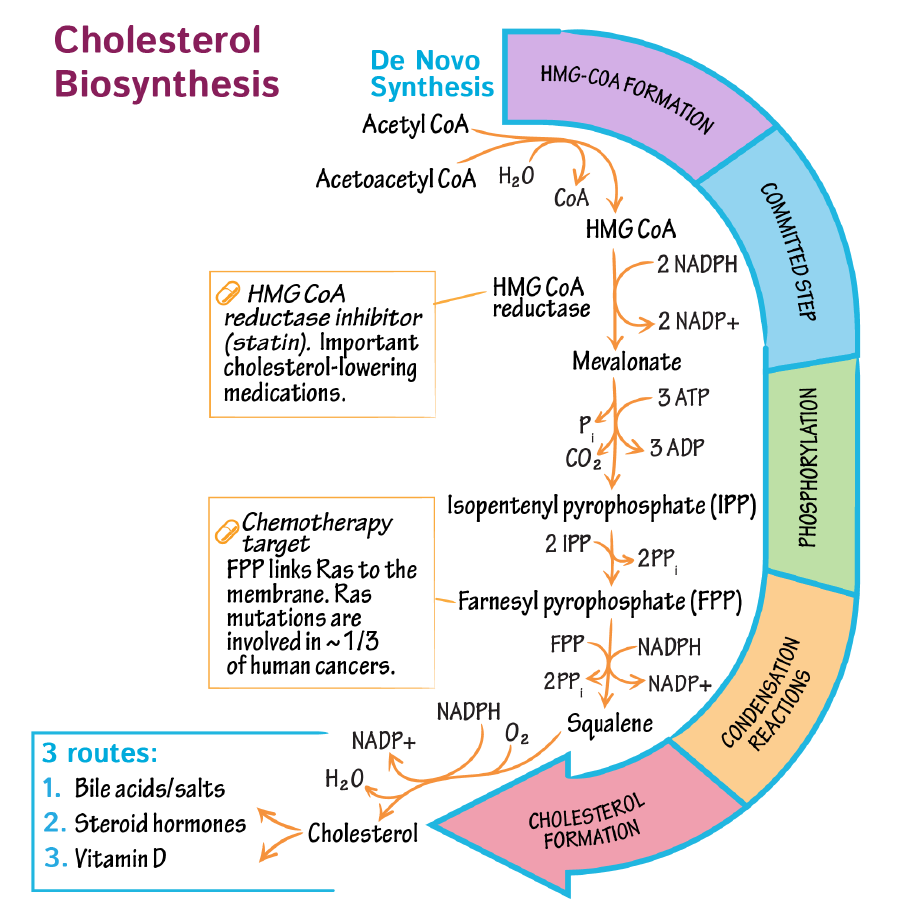 Cholesterol
Biosynthesis
De Novo
Synthesis
HMG-COA FORMATION
COMMITTED STEP
PHOSPHORYLATION
CONDENSATION
REACTIONS
CHOLESTEROL
FORMATION
Acetyl CoA
Acetoacetyl CoA
H₂O
CoA
HMG CoA
2 NADPH
HMG CoA
reductase
2 NADP+
HMG CoA
reductase inhibitor
(statin). Important
cholesterol-lowering
medications.
Mevalonate
3 ATP
Pᵢ
3 ADP
CO₂
Isopentenyl pyrophosphate (IPP)
2 IPP
2PPᵢ
Chemotherapy
target
FPP links Ras to the
membrane. Ras
mutations are
involved in ~1/3
of human cancers.
Farnesyl pyrophosphate (FPP)
FPP
NADPH
2PPᵢ
NADP+
Squalene
NADPH
O₂
NADP+
H₂O
Cholesterol
3 routes:
1. Bile acids/salts
2. Steroid hormones
3. Vitamin D